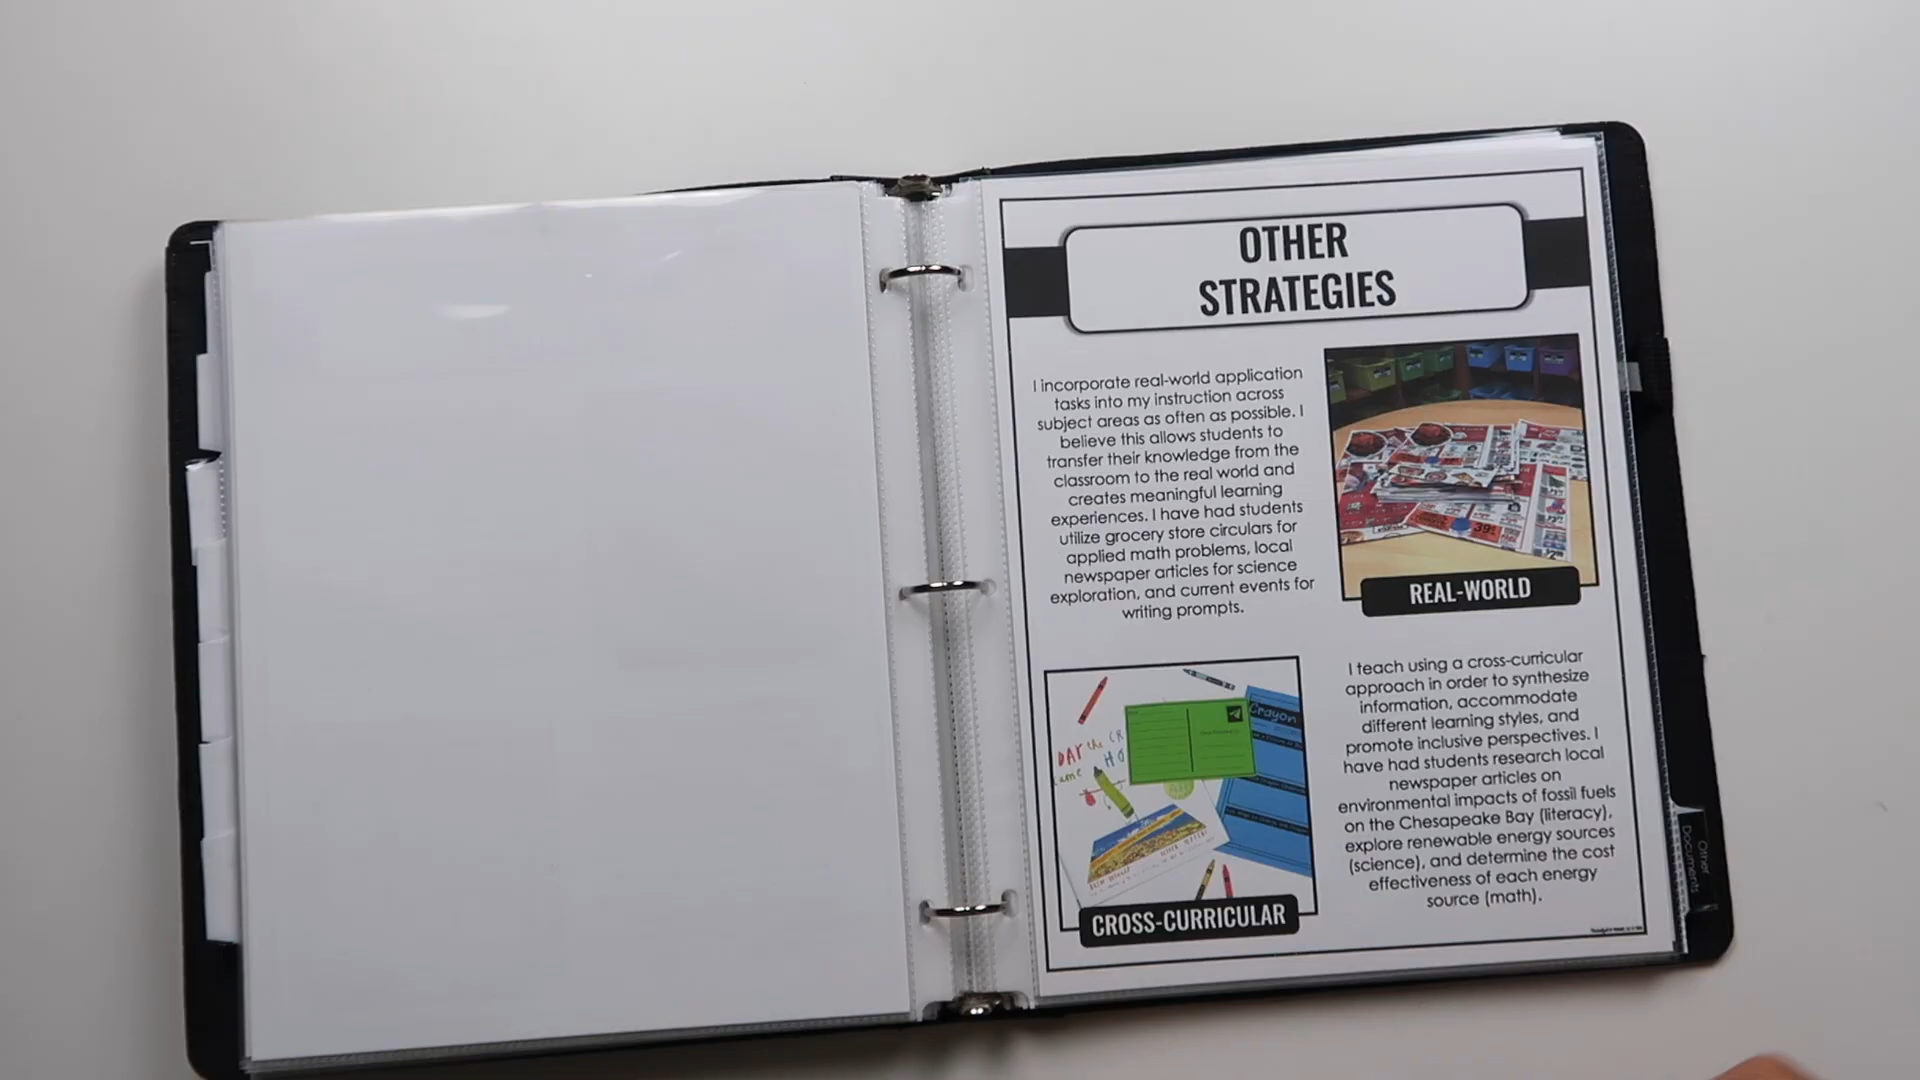 OTHER
STRATEGIES
I incorporate real-world application
tasks into my instruction across
subject areas as often as possible. I
believe this allows students to
transfer their knowledge from the
classroom to the real world and
creates meaningful learning
experiences. I have had students
utilize grocery store circulars for
applied math problems, local
newspaper articles for science
exploration, and current events for
writing prompts.
REAL-WORLD
Crayon
DAY the CR
ame
HO
CROSS-CURRICULAR
I teach using a cross-curricular
approach in order to synthesize
information, accommodate
different learning styles, and
promote inclusive perspectives. I
have had students research local
newspaper articles on
environmental impacts of fossil fuels
on the Chesapeake Bay (literacy),
explore renewable energy sources
(science), and determine the cost
effectiveness of each energy
source (math).
Other
Documents